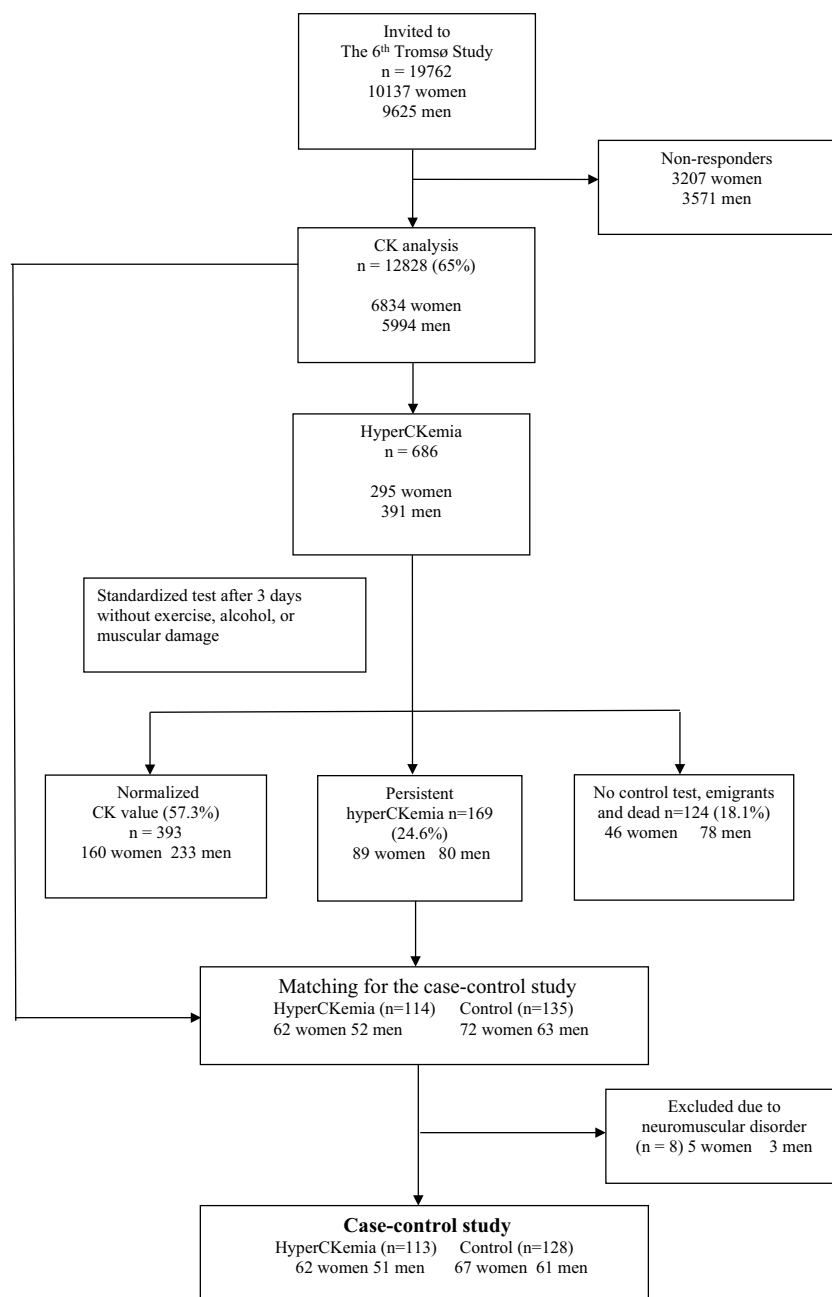 Invited to
The 6th Tromsø Study
n = 19762
10137 women
9625 men
Non-responders
3207 women
3571 men
CK analysis
n = 12828 (65%)
6834 women
5994 men
HyperCKemia
n = 686
295 women
391 men
Standardized test after 3 days
without exercise, alcohol, or
muscular damage
Normalized
CK value (57.3%)
n = 393
160 women 233 men
Persistent
hyperCKemia n=169
(24.6%)
89 women 80 men
No control test, emigrants
and dead n=124 (18.1%)
46 women 78 men
Matching for the case-control study
HyperCKemia (n=114) Control (n=135)
62 women 52 men 72 women 63 men
Excluded due to
neuromuscular disorder
(n = 8) 5 women 3 men
Case-control study
HyperCKemia (n=113) Control (n=128)
62 women 51 men 67 women 61 men